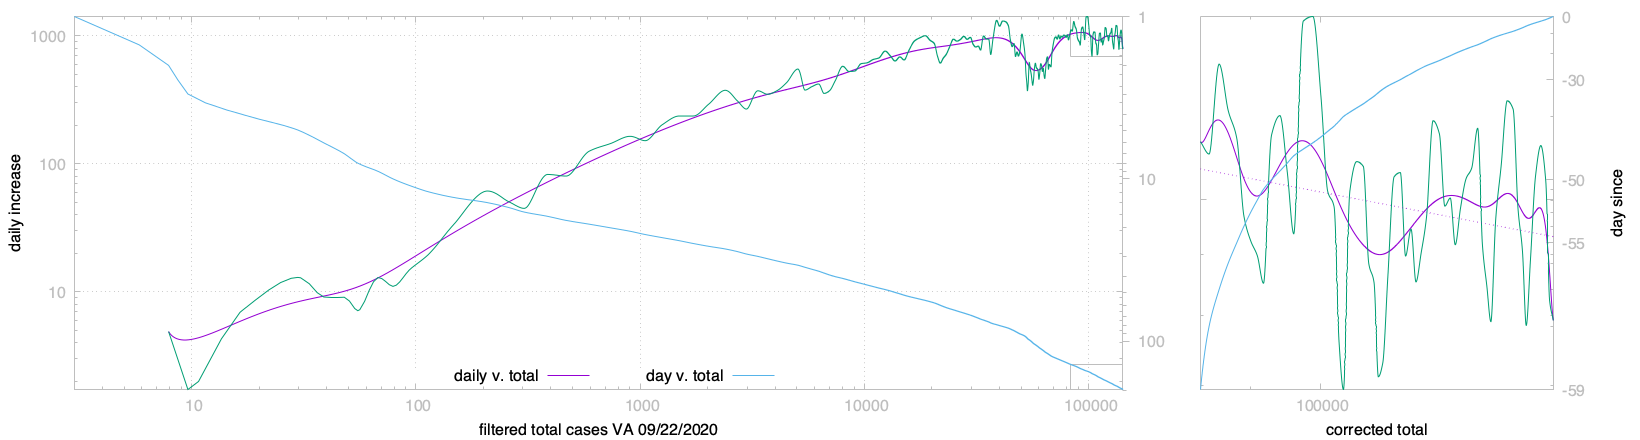 1000
100
10
daily increase
10
100
1000
10000
100000
filtered total cases VA 09/22/2020
daily v. total
day v. total
1
10
100
100000
corrected total
0
-30
-50
-55
-59
day since